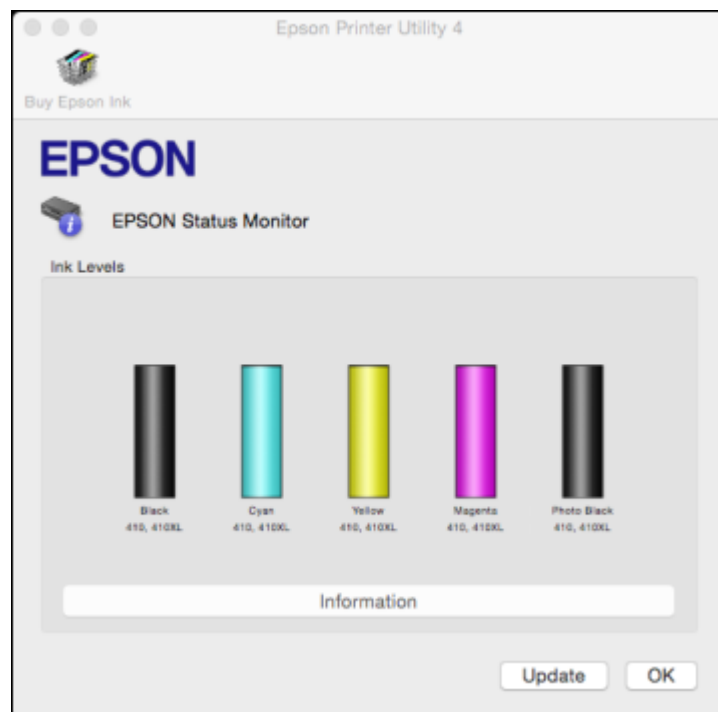 Epson Printer Utility 4
Buy Epson Ink
EPSON
EPSON Status Monitor
Ink Levels
Black Cyan Yellow Magenta Photo Black
410, 410XL 410, 410XL 410, 410XL 410, 410XL 410, 410XL
Information
Update OK